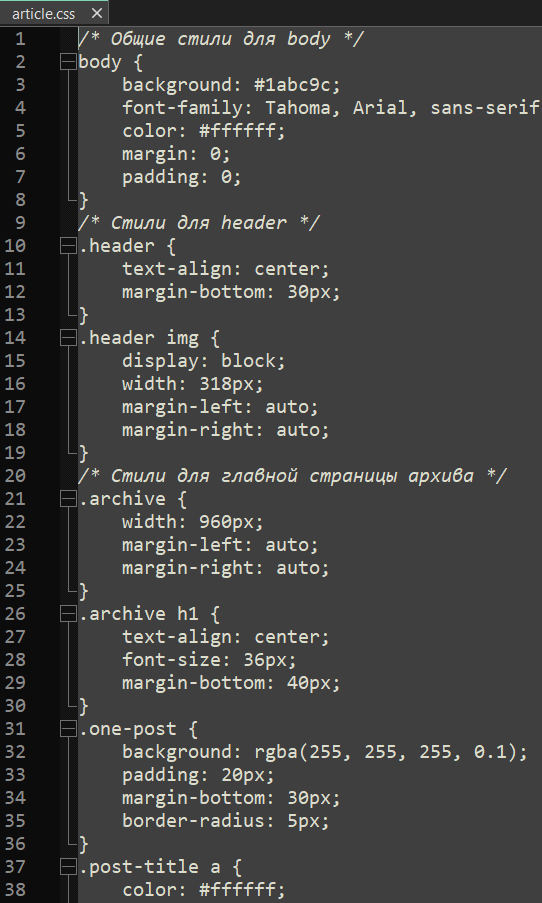 article.css ×
1 /* Общие стили для body */
2 body {
3 background: #1abc9c;
4 font-family: Tahoma, Arial, sans-serif
5 color: #ffffff;
6 margin: 0;
7 padding: 0;
8 }
9 /* Стили для header */
10 .header {
11 text-align: center;
12 margin-bottom: 30px;
13 }
14 .header img {
15 display: block;
16 width: 318px;
17 margin-left: auto;
18 margin-right: auto;
19 }
20 /* Стили для главной страницы архива */
21 .archive {
22 width: 960px;
23 margin-left: auto;
24 margin-right: auto;
25 }
26 .archive h1 {
27 text-align: center;
28 font-size: 36px;
29 margin-bottom: 40px;
30 }
31 .one-post {
32 background: rgba(255, 255, 255, 0.1);
33 padding: 20px;
34 margin-bottom: 30px;
35 border-radius: 5px;
36 }
37 .post-title a {
38 color: #ffffff;